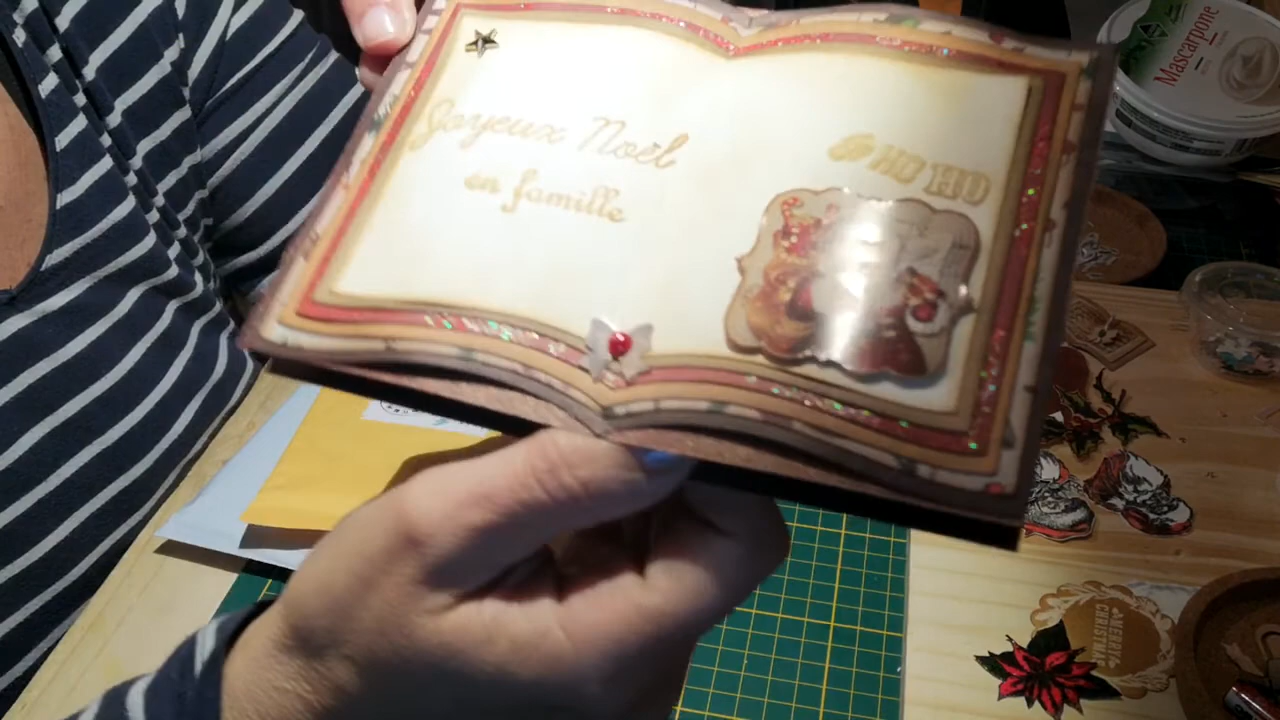 Joyeux Noël
en famille
HO HO
Mascarpone
MERRY
CHRISTMAS